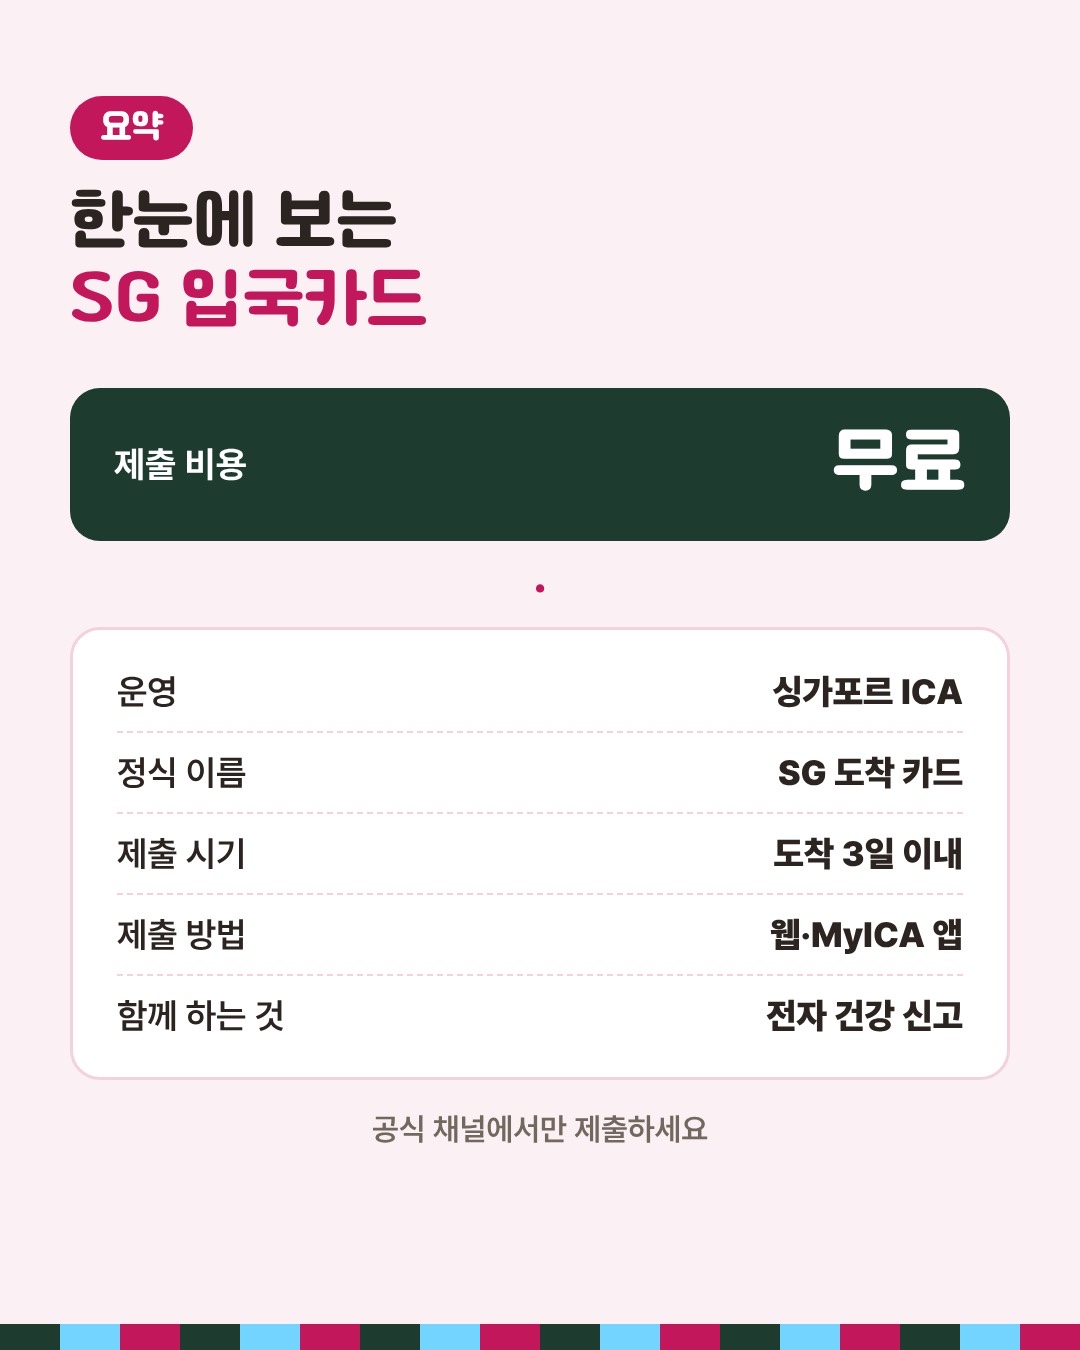 요약
한눈에 보는
SG 입국카드
제출 비용 무료
운영 싱가포르 ICA
정식 이름 SG 도착 카드
제출 시기 도착 3일 이내
제출 방법 웹·MyICA 앱
함께 하는 것 전자 건강 신고
공식 채널에서만 제출하세요